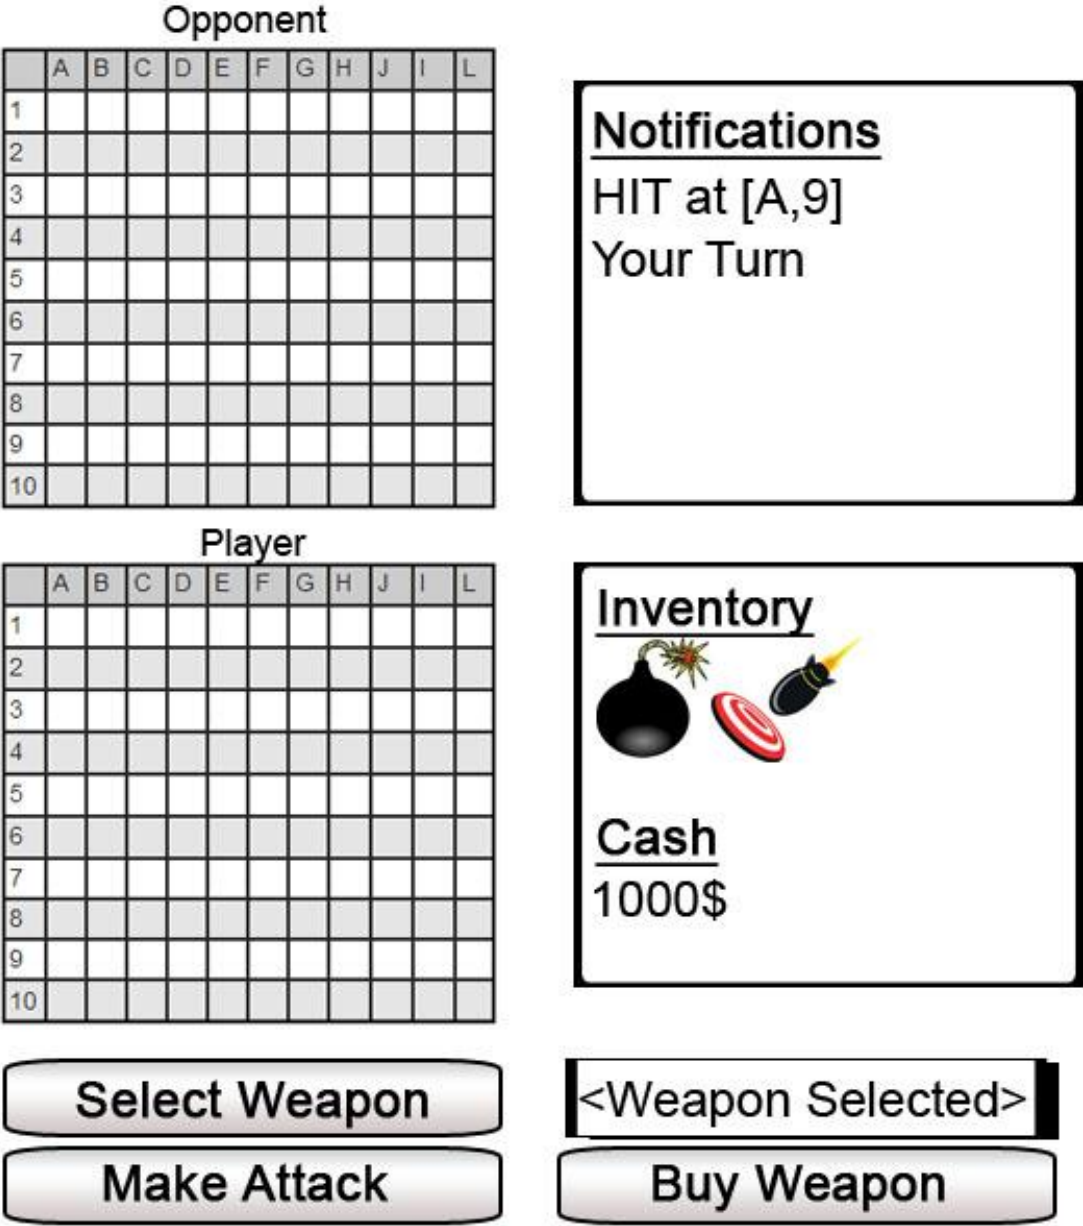 Opponent
A B C D E F G H J I L
1
2
3
4
5
6
7
8
9
10
Notifications
HIT at [A,9]
Your Turn
Player
A B C D E F G H J I L
1
2
3
4
5
6
7
8
9
10
Inventory
Cash
1000$
Select Weapon
<Weapon Selected>
Make Attack
Buy Weapon